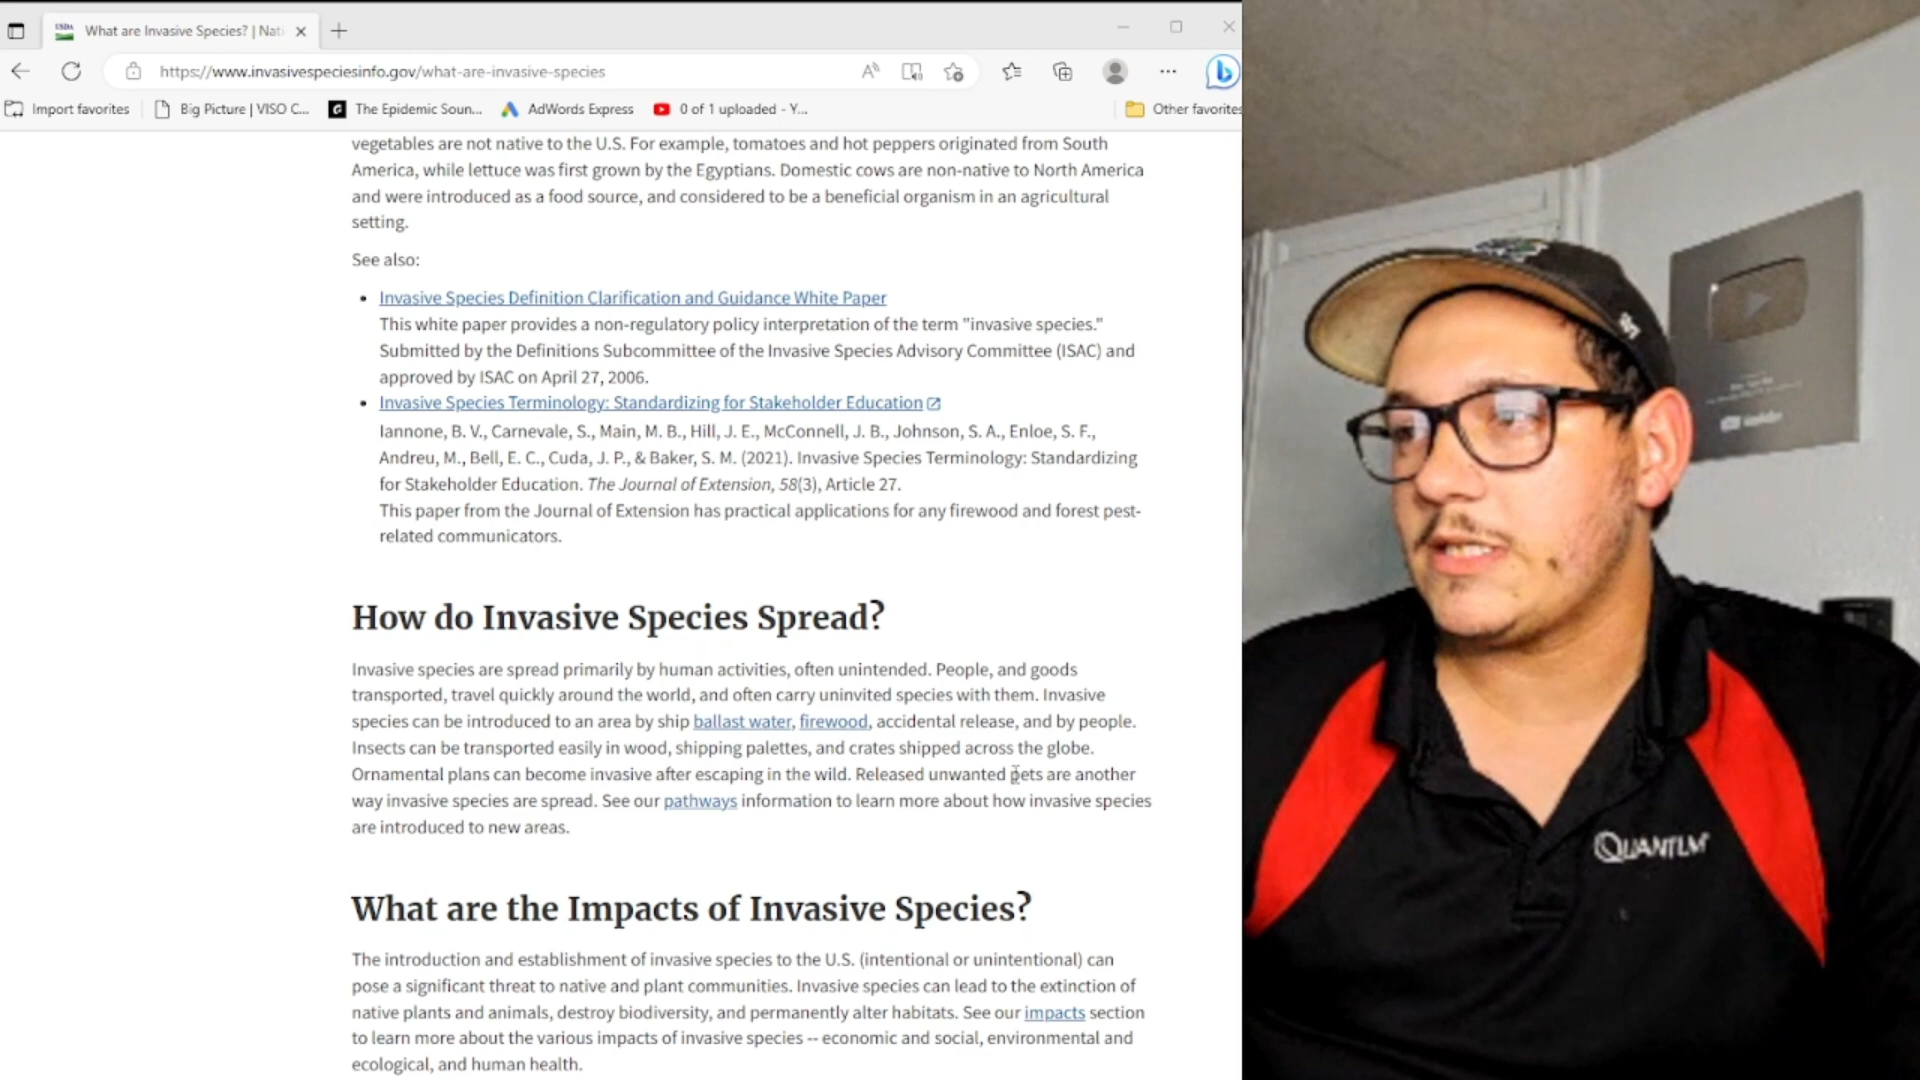 USDA
What are Invasive Species? | Nati
https://www.invasivespeciesinfo.gov/what-are-invasive-species
Import favorites
Big Picture | VISO C...
The Epidemic Soun...
AdWords Express
0 of 1 uploaded - Y...
Other favorites
vegetables are not native to the U.S. For example, tomatoes and hot peppers originated from South
America, while lettuce was first grown by the Egyptians. Domestic cows are non-native to North America
and were introduced as a food source, and considered to be a beneficial organism in an agricultural
setting.
See also:
• Invasive Species Definition Clarification and Guidance White Paper
This white paper provides a non-regulatory policy interpretation of the term "invasive species."
Submitted by the Definitions Subcommittee of the Invasive Species Advisory Committee (ISAC) and
approved by ISAC on April 27, 2006.
• Invasive Species Terminology: Standardizing for Stakeholder Education
Iannone, B. V., Carnevale, S., Main, M. B., Hill, J. E., McConnell, J. B., Johnson, S. A., Enloe, S. F.,
Andreu, M., Bell, E. C., Cuda, J. P., & Baker, S. M. (2021). Invasive Species Terminology: Standardizing
for Stakeholder Education. The Journal of Extension, 58(3), Article 27.
This paper from the Journal of Extension has practical applications for any firewood and forest pest-
related communicators.
How do Invasive Species Spread?
Invasive species are spread primarily by human activities, often unintended. People, and goods
transported, travel quickly around the world, and often carry uninvited species with them. Invasive
species can be introduced to an area by ship ballast water, firewood, accidental release, and by people.
Insects can be transported easily in wood, shipping palettes, and crates shipped across the globe.
Ornamental plans can become invasive after escaping in the wild. Released unwanted pets are another
way invasive species are spread. See our pathways information to learn more about how invasive species
are introduced to new areas.
What are the Impacts of Invasive Species?
The introduction and establishment of invasive species to the U.S. (intentional or unintentional) can
pose a significant threat to native and plant communities. Invasive species can lead to the extinction of
native plants and animals, destroy biodiversity, and permanently alter habitats. See our impacts section
to learn more about the various impacts of invasive species -- economic and social, environmental and
ecological, and human health.
QUANTUM